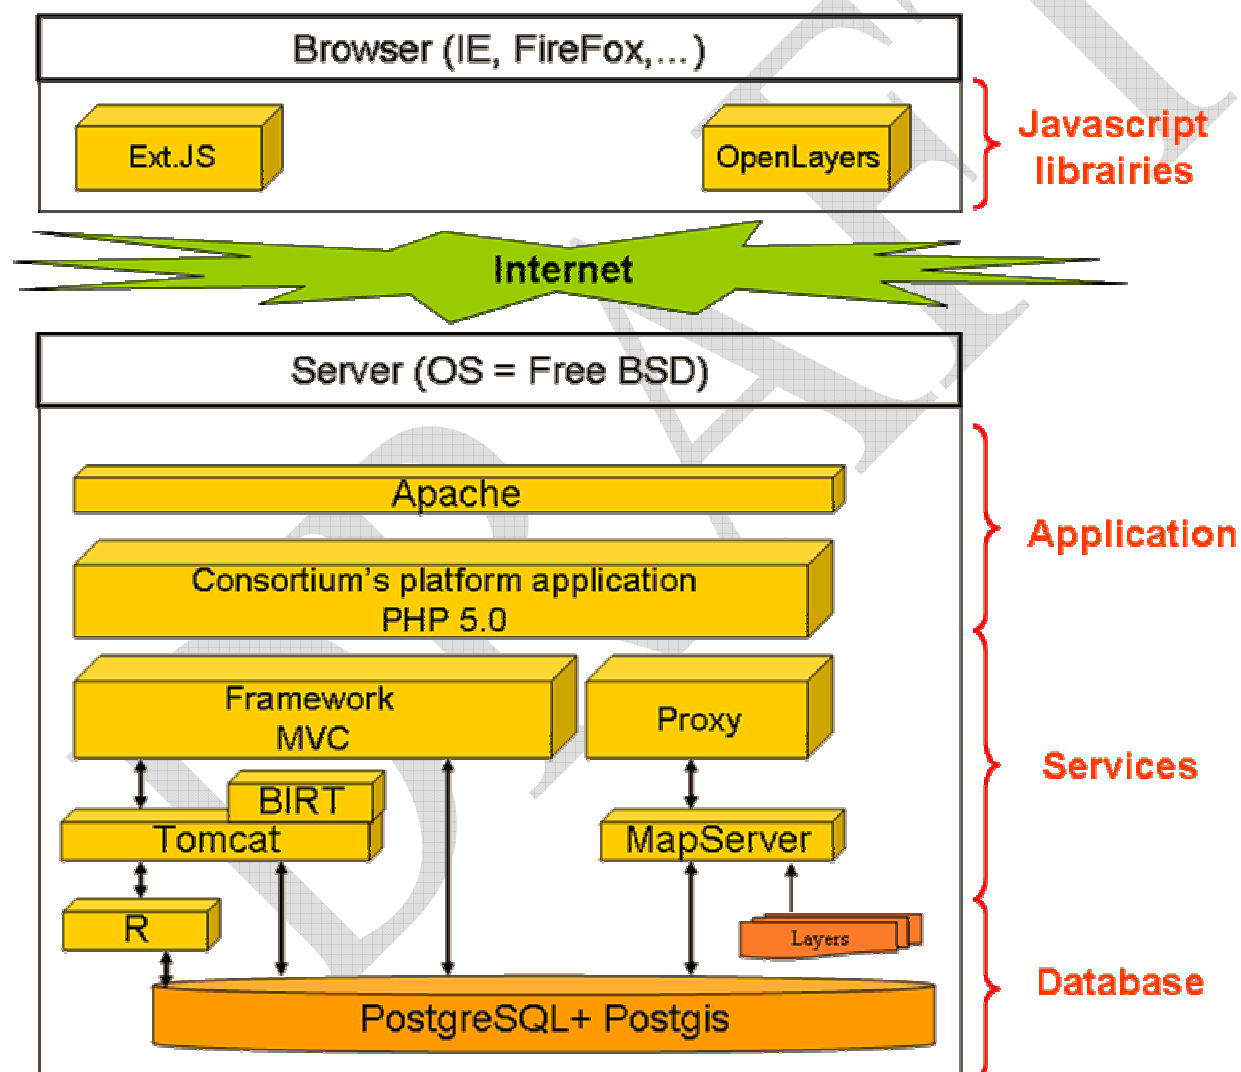 Browser (IE, FireFox,...)
Ext.JS
OpenLayers
Javascript
librairies
Internet
Server (OS = Free BSD)
Apache
Application
Consortium's platform application
PHP 5.0
Framework
MVC
Proxy
Services
BIRT
Tomcat
MapServer
R
Layers
Database
PostgreSQL+ Postgis
DRAFT